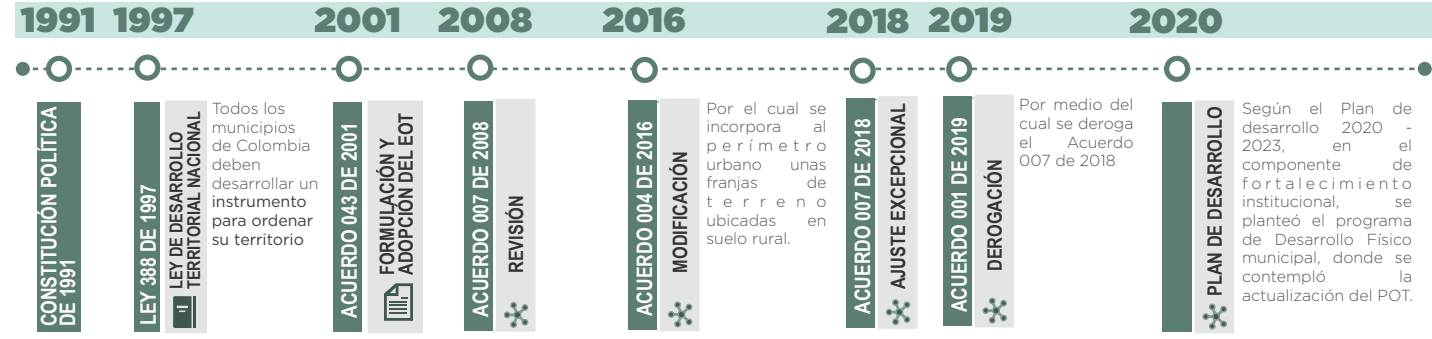 1991 1997 2001 2008 2016 2018 2019 2020
CONSTITUCIÓN POLÍTICA
DE 1991
LEY 388 DE 1997
LEY DE DESARROLLO
TERRITORIAL NACIONAL
Todos los
municipios
de Colombia
deben
desarrollar un
instrumento
para ordenar
su territorio
ACUERDO 043 DE 2001
FORMULACIÓN Y
ADOPCIÓN DEL EOT
ACUERDO 007 DE 2008
REVISIÓN
ACUERDO 004 DE 2016
MODIFICACIÓN
Por el cual se
incorpora al
perímetro
urbano unas
franjas de
terreno
ubicadas en
suelo rural.
ACUERDO 007 DE 2018
AJUSTE EXCEPCIONAL
ACUERDO 001 DE 2019
DEROGACIÓN
Por medio del
cual se deroga
el Acuerdo
007 de 2018
PLAN DE DESARROLLO
Según el Plan de
desarrollo 2020 -
2023, en el
componente de
fortalecimiento
institucional, se
planteó el programa
de Desarrollo Físico
municipal, donde se
contempló la
actualización del POT.